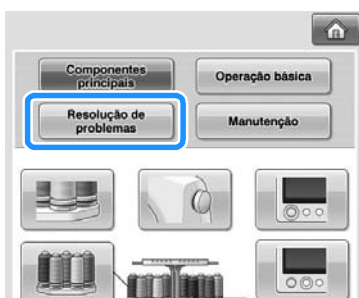 Componentes
principais
Operação básica
Resolução de
problemas
Manutenção